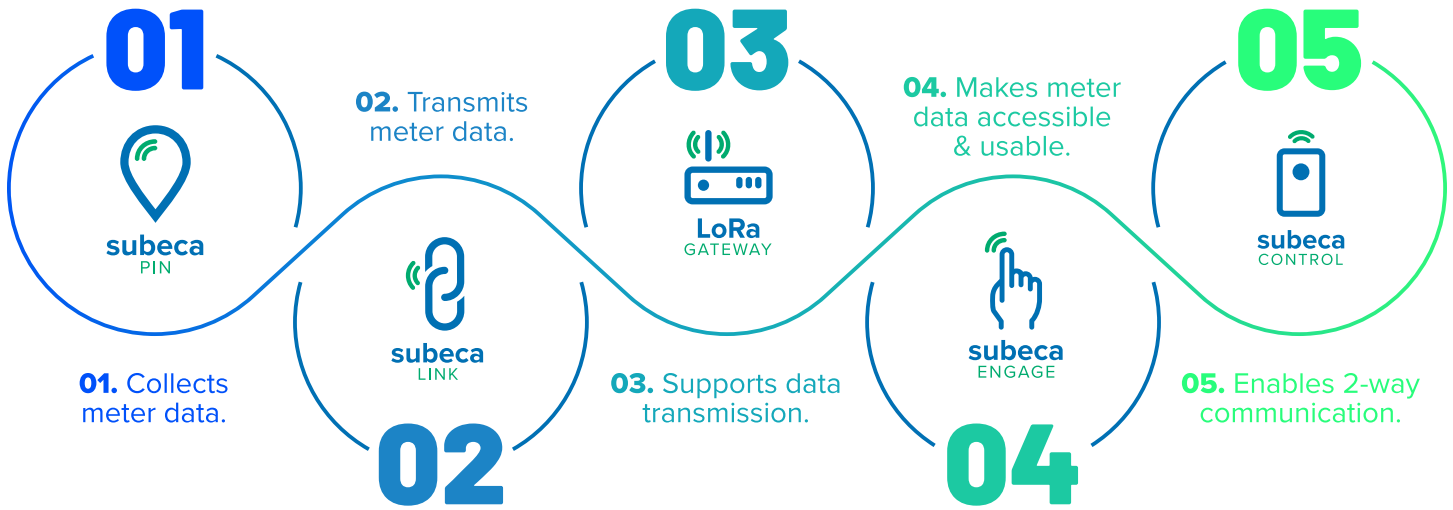 01
subeca
PIN
01. Collects
meter data.
02. Transmits
meter data.
subeca
LINK
02
03
LoRa
GATEWAY
03. Supports data
transmission.
04. Makes meter
data accessible
& usable.
subeca
ENGAGE
04
05
subeca
CONTROL
05. Enables 2-way
communication.